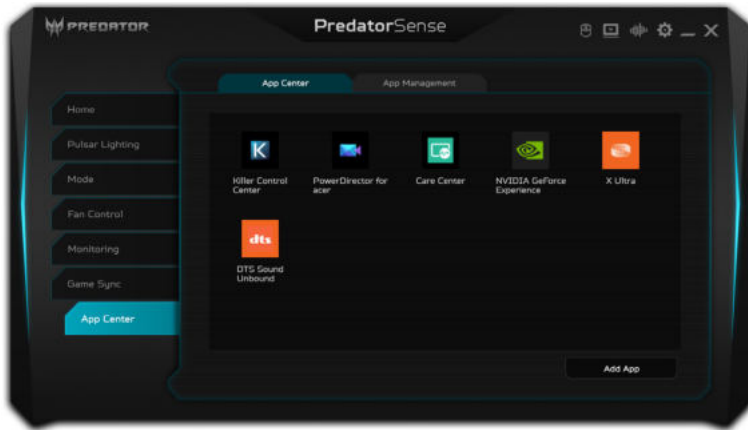 PREDATOR
PredatorSense
App Center
App Management
Home
Pulsar Lighting
Mode
Fan Control
Monitoring
Game Sync
App Center
K
Killer Control
Center
PowerDirector for
acer
Care Center
NVIDIA GeForce
Experience
X Ultra
dts
DTS Sound
Unbound
Add App